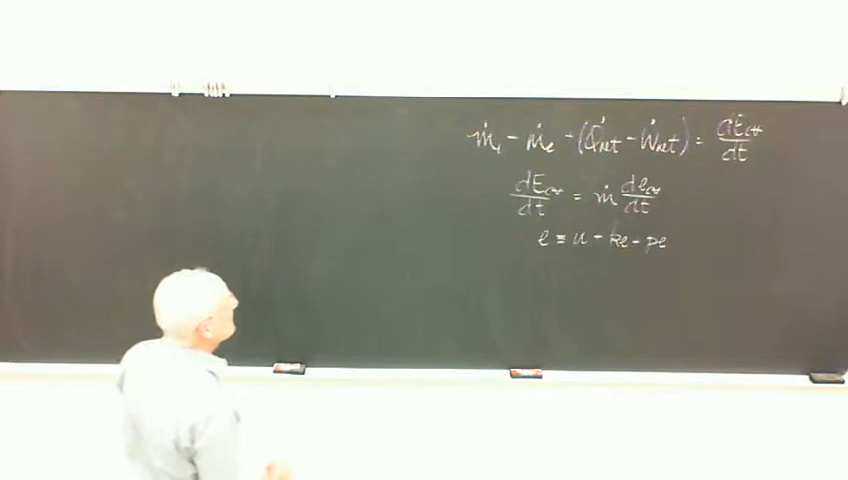 ṁᵢ - ṁₑ + (Q̇net - Ẇnet) = dEcv/dt
dEcv/dt = ṁ decv/dt
e ≡ u + ke + pe